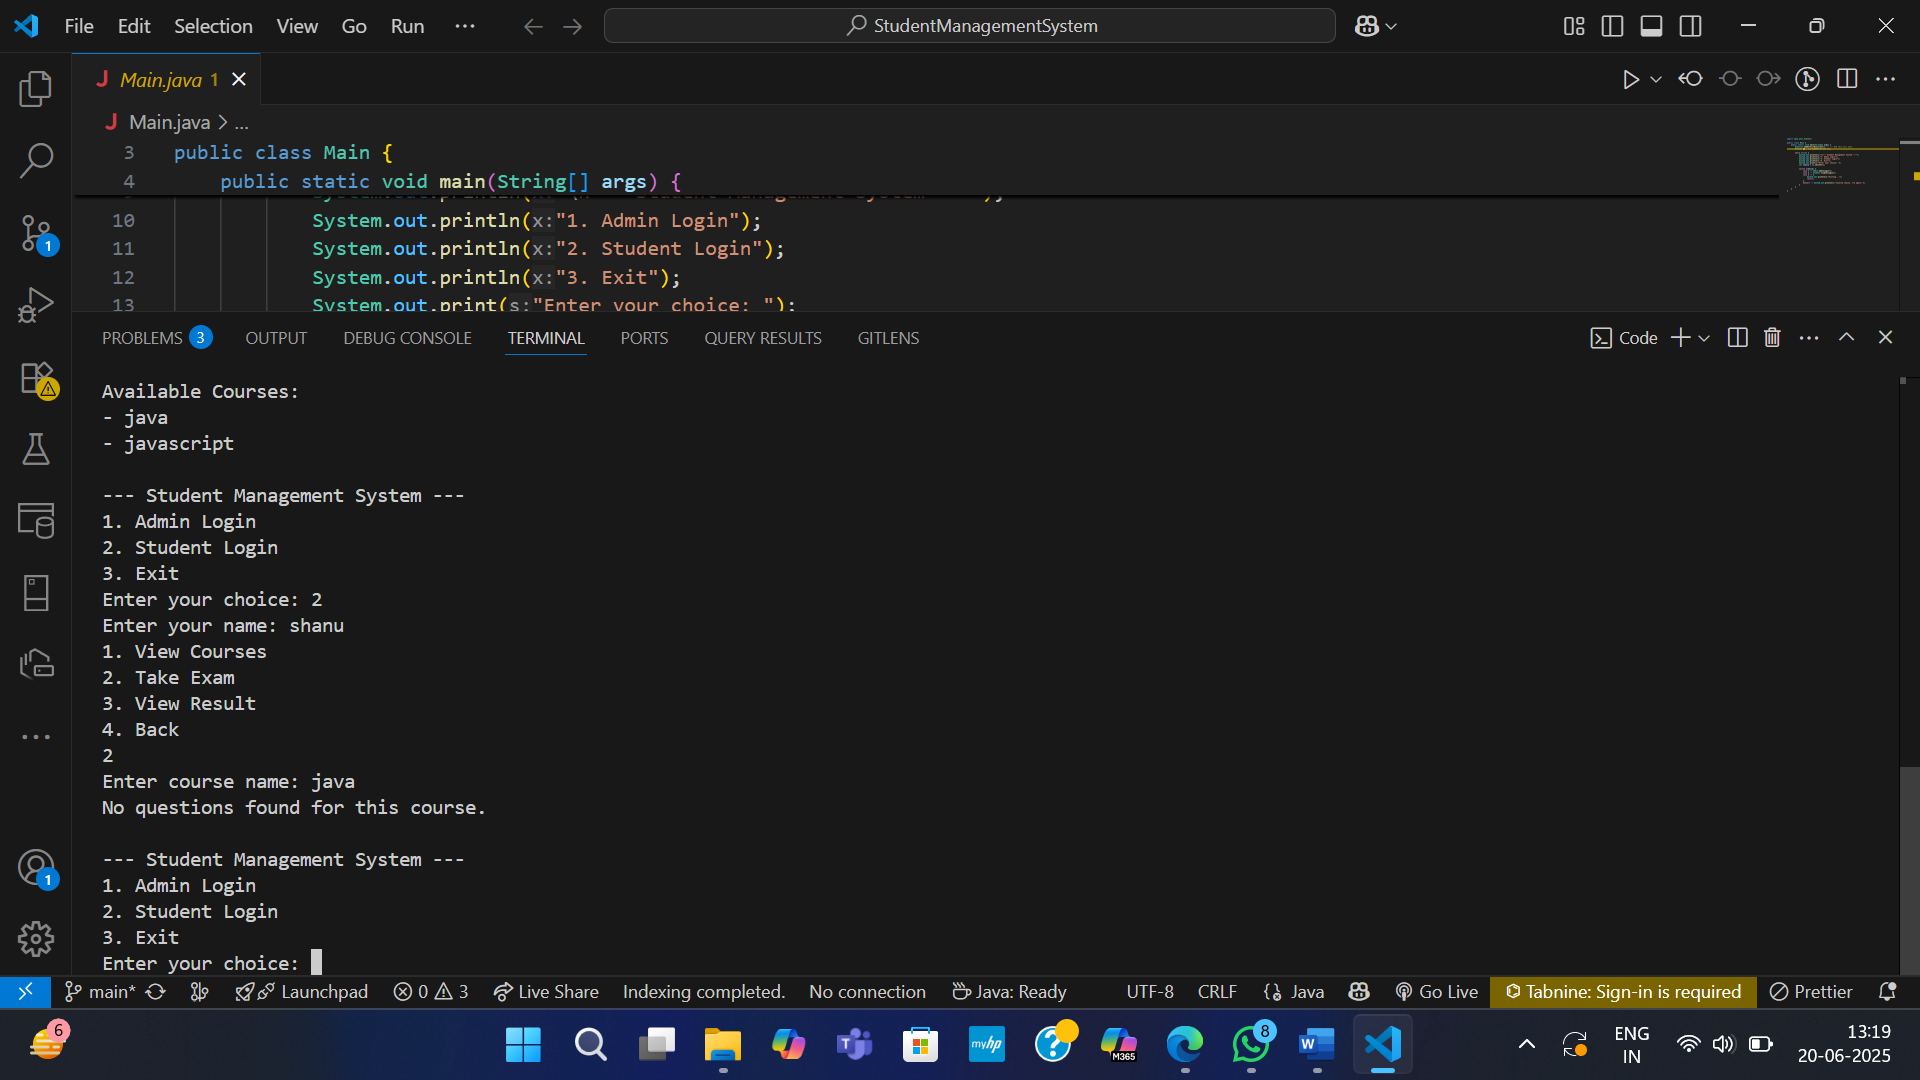 File Edit Selection View Go Run ··· StudentManagementSystem
Main.java 1
Main.java > ...
3 public class Main {
4 public static void main(String[] args) {
10 System.out.println(x:"1. Admin Login");
11 System.out.println(x:"2. Student Login");
12 System.out.println(x:"3. Exit");
13 System.out.print(s:"Enter your choice: ");
PROBLEMS 3 OUTPUT DEBUG CONSOLE TERMINAL PORTS QUERY RESULTS GITLENS Code
Available Courses:
- java
- javascript
--- Student Management System ---
1. Admin Login
2. Student Login
3. Exit
Enter your choice: 2
Enter your name: shanu
1. View Courses
2. Take Exam
3. View Result
4. Back
2
Enter course name: java
No questions found for this course.
--- Student Management System ---
1. Admin Login
2. Student Login
3. Exit
Enter your choice:
1
1
main* Launchpad 0 3 Live Share Indexing completed. No connection Java: Ready UTF-8 CRLF {} Java Go Live Tabnine: Sign-in is required Prettier
6 T myhp ? M365 8 W ENG IN 13:19 20-06-2025